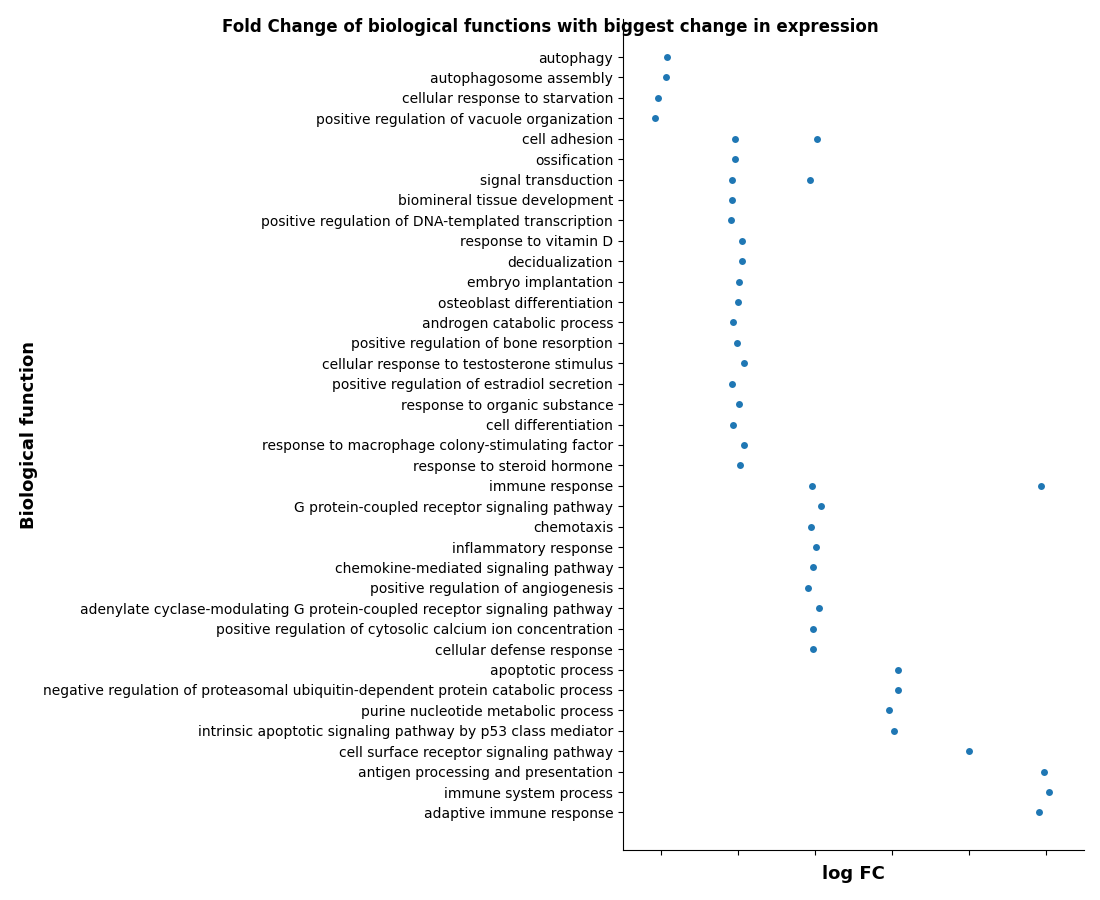 Fold Change of biological functions with biggest change in expression
autophagy
autophagosome assembly
cellular response to starvation
positive regulation of vacuole organization
cell adhesion
ossification
signal transduction
biomineral tissue development
positive regulation of DNA-templated transcription
response to vitamin D
decidualization
embryo implantation
osteoblast differentiation
androgen catabolic process
positive regulation of bone resorption
cellular response to testosterone stimulus
positive regulation of estradiol secretion
response to organic substance
cell differentiation
response to macrophage colony-stimulating factor
response to steroid hormone
immune response
G protein-coupled receptor signaling pathway
chemotaxis
inflammatory response
chemokine-mediated signaling pathway
positive regulation of angiogenesis
adenylate cyclase-modulating G protein-coupled receptor signaling pathway
positive regulation of cytosolic calcium ion concentration
cellular defense response
apoptotic process
negative regulation of proteasomal ubiquitin-dependent protein catabolic process
purine nucleotide metabolic process
intrinsic apoptotic signaling pathway by p53 class mediator
cell surface receptor signaling pathway
antigen processing and presentation
immune system process
adaptive immune response
Biological function
log FC